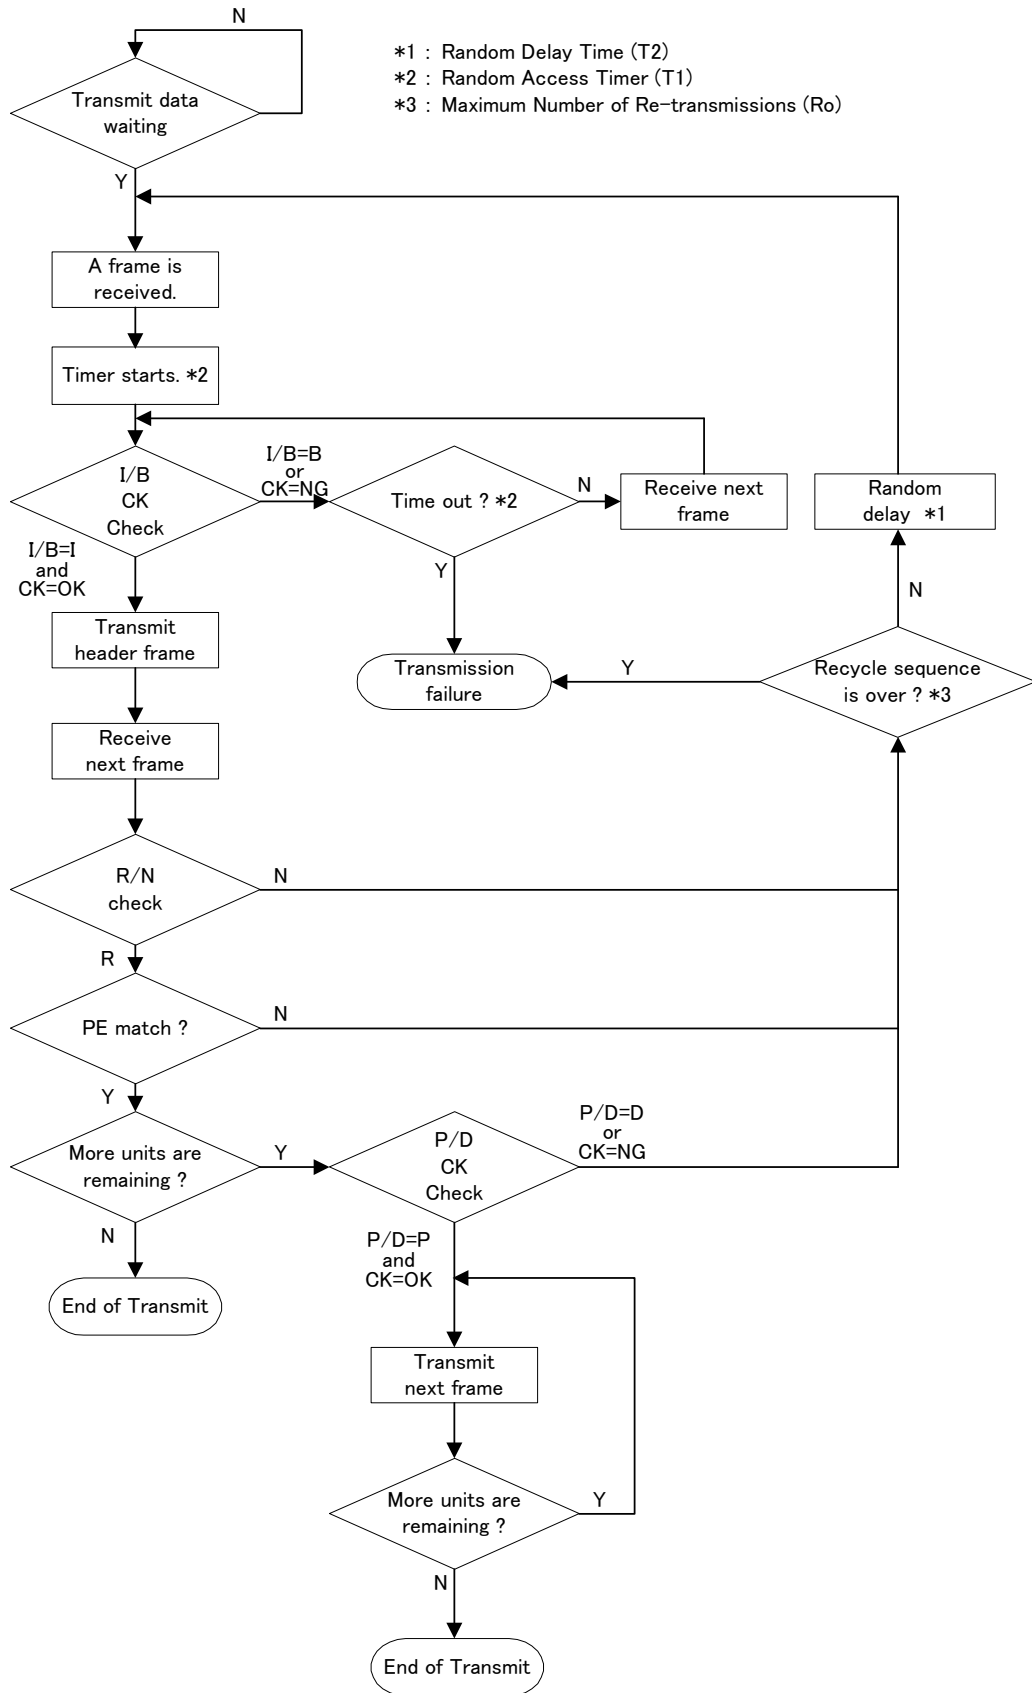 N
*1 : Random Delay Time (T2)
*2 : Random Access Timer (T1)
*3 : Maximum Number of Re-transmissions (Ro)
Transmit data
waiting
Y
A frame is
received.
Timer starts. *2
I/B
CK
Check
I/B=B
or
CK=NG
Time out ? *2
N
Receive next
frame
Random
delay *1
I/B=I
and
CK=OK
Y
N
Transmit
header frame
Transmission
failure
Y
Recycle sequence
is over ? *3
Receive
next frame
R/N
check
N
R
PE match ?
N
Y
More units are
remaining ?
Y
P/D
CK
Check
P/D=D
or
CK=NG
N
P/D=P
and
CK=OK
End of Transmit
Transmit
next frame
More units are
remaining ?
Y
N
End of Transmit